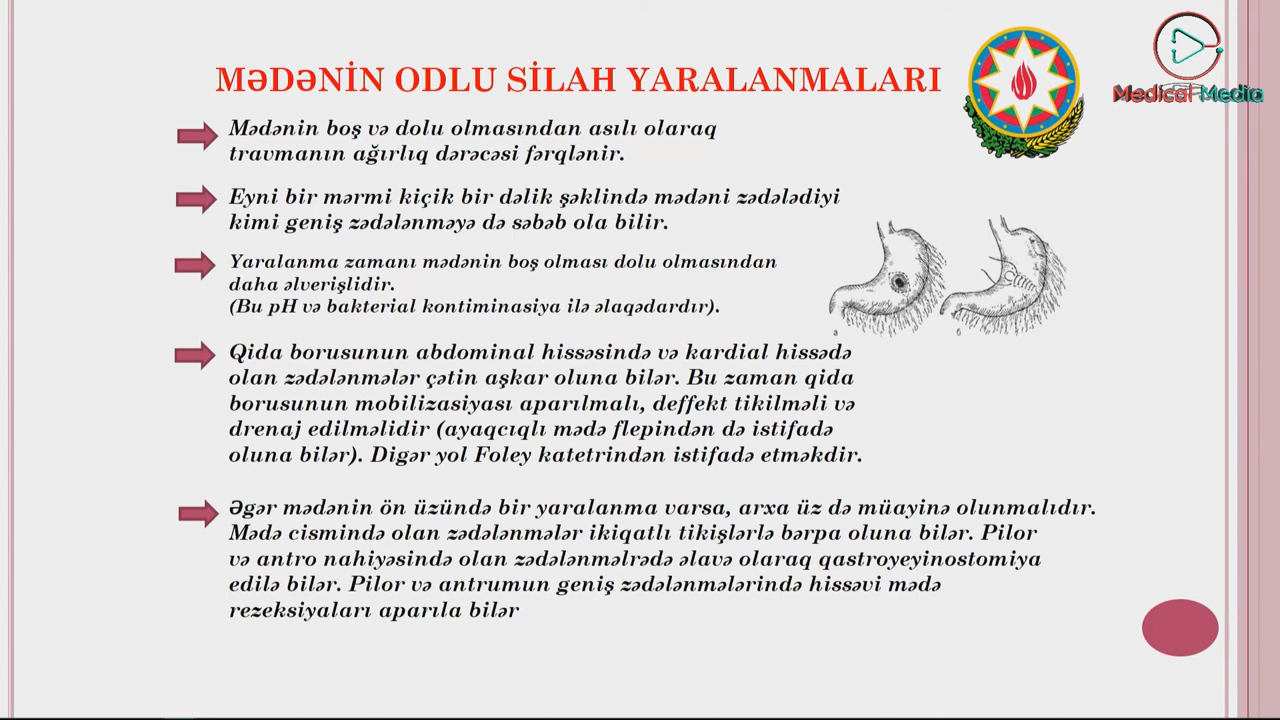 MƏDƏNİN ODLU SİLAH YARALANMALARI
Medical Media
Mədənin boş və dolu olmasından asılı olaraq
travmanın ağırlıq dərəcəsi fərqlənir.
Eyni bir mərmi kiçik bir dəlik şəklində mədəni zədələdiyi
kimi geniş zədələnməyə də səbəb ola bilir.
Yaralanma zamanı mədənin boş olması dolu olmasından
daha əlverişlidir.
(Bu pH və bakterial kontiminasiya ilə əlaqədardır).
a
б
Qida borusunun abdominal hissəsində və kardial hissədə
olan zədələnmələr çətin aşkar oluna bilər. Bu zaman qida
borusunun mobilizasiyası aparılmalı, deffekt tikilməli və
drenaj edilməlidir (ayaqcıqlı mədə flepindən də istifadə
oluna bilər). Digər yol Foley katetrindən istifadə etməkdir.
Əgər mədənin ön üzündə bir yaralanma varsa, arxa üz də müayinə olunmalıdır.
Mədə cismində olan zədələnmələr ikiqatlı tikişlərlə bərpa oluna bilər. Pilor
və antro nahiyəsində olan zədələnməlrədə əlavə olaraq qastroyeyinostomiya
edilə bilər. Pilor və antrumun geniş zədələnmələrində hissəvi mədə
rezeksiyaları aparıla bilər